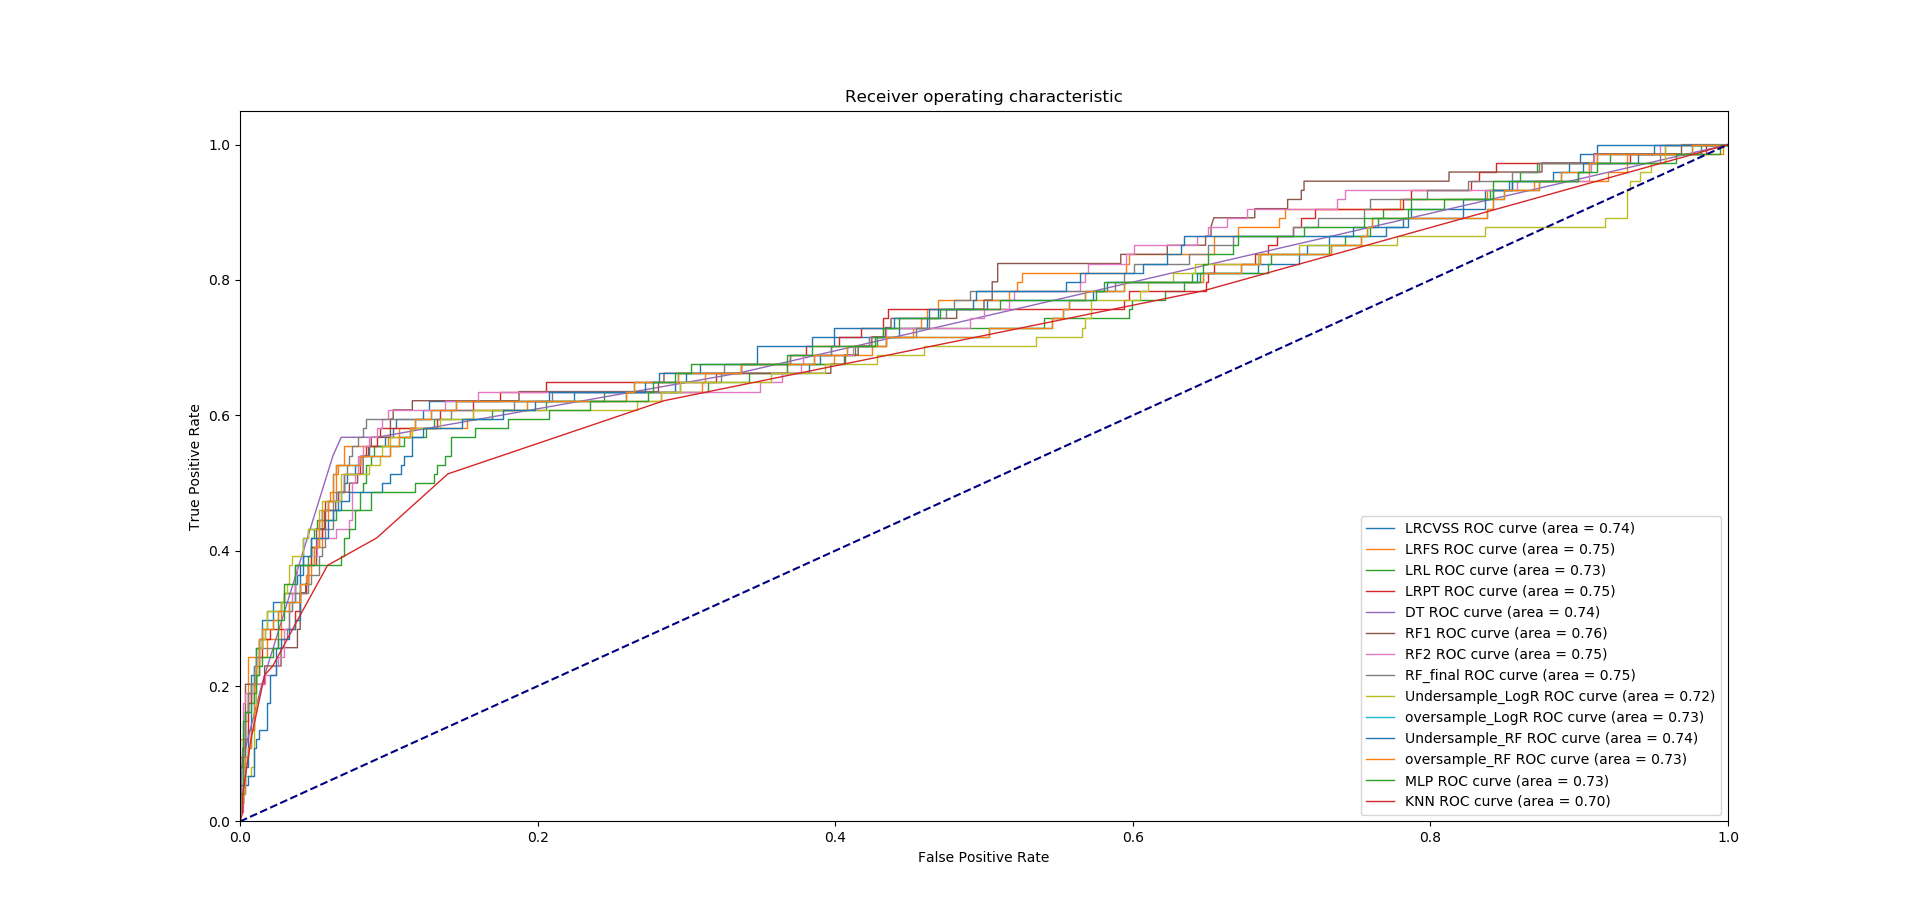 Receiver operating characteristic
1.0
0.8
0.6
0.4
0.2
0.0
True Positive Rate
0.0 0.2 0.4 0.6 0.8 1.0
False Positive Rate
LRCVSS ROC curve (area = 0.74)
LRFS ROC curve (area = 0.75)
LRL ROC curve (area = 0.73)
LRPT ROC curve (area = 0.75)
DT ROC curve (area = 0.74)
RF1 ROC curve (area = 0.76)
RF2 ROC curve (area = 0.75)
RF_final ROC curve (area = 0.75)
Undersample_LogR ROC curve (area = 0.72)
oversample_LogR ROC curve (area = 0.73)
Undersample_RF ROC curve (area = 0.74)
oversample_RF ROC curve (area = 0.73)
MLP ROC curve (area = 0.73)
KNN ROC curve (area = 0.70)